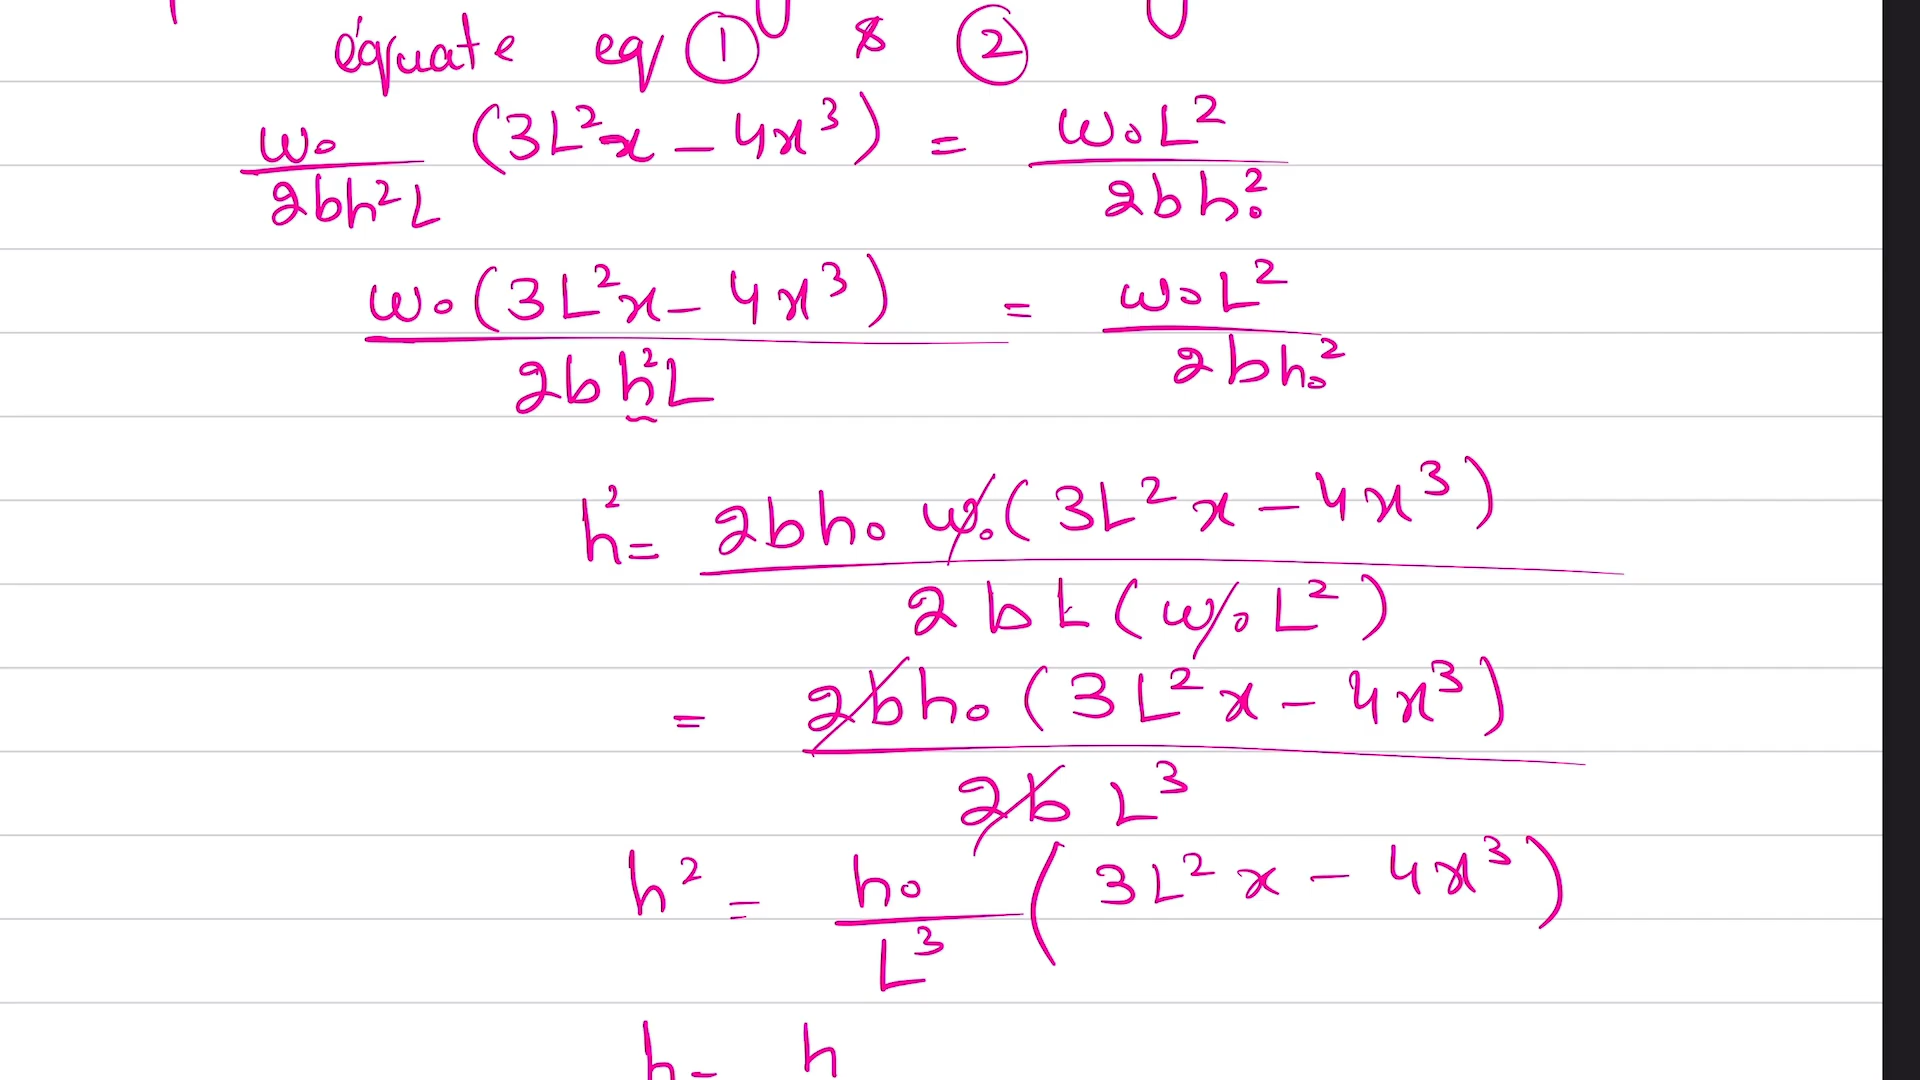 equate eq ① & ②
w₀/2bh²L (3L²x - 4x³) = w₀L²/2bh₀²
w₀(3L²x - 4x³)/2bh²L = w₀L²/2bh₀²
h² = 2bh₀ w₀(3L²x - 4x³)/2bL(w₀L²)
= 2bh₀(3L²x - 4x³)/2bL³
h² = h₀/L³ (3L²x - 4x³)
h = h